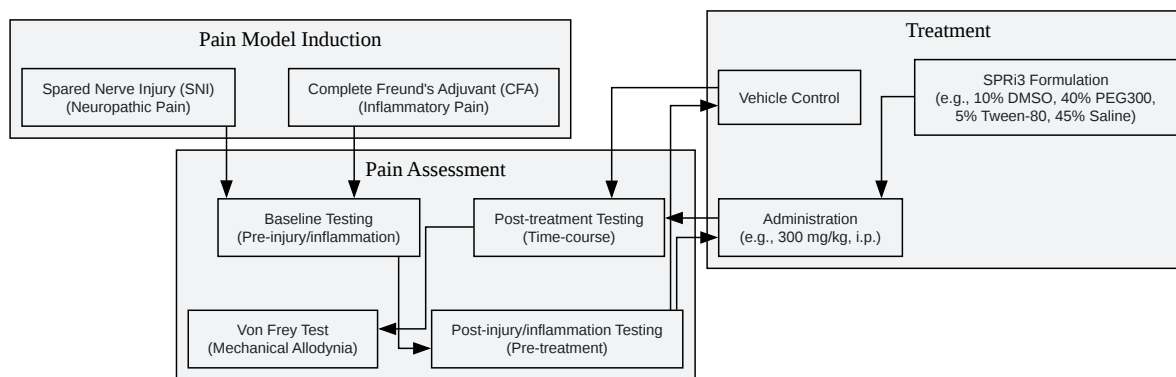 Pain Model Induction
Spared Nerve Injury (SNI)
(Neuropathic Pain)
Complete Freund's Adjuvant (CFA)
(Inflammatory Pain)
Treatment
Vehicle Control
SPRi3 Formulation
(e.g., 10% DMSO, 40% PEG300,
5% Tween-80, 45% Saline)
Administration
(e.g., 300 mg/kg, i.p.)
Pain Assessment
Baseline Testing
(Pre-injury/inflammation)
Post-treatment Testing
(Time-course)
Von Frey Test
(Mechanical Allodynia)
Post-injury/inflammation Testing
(Pre-treatment)